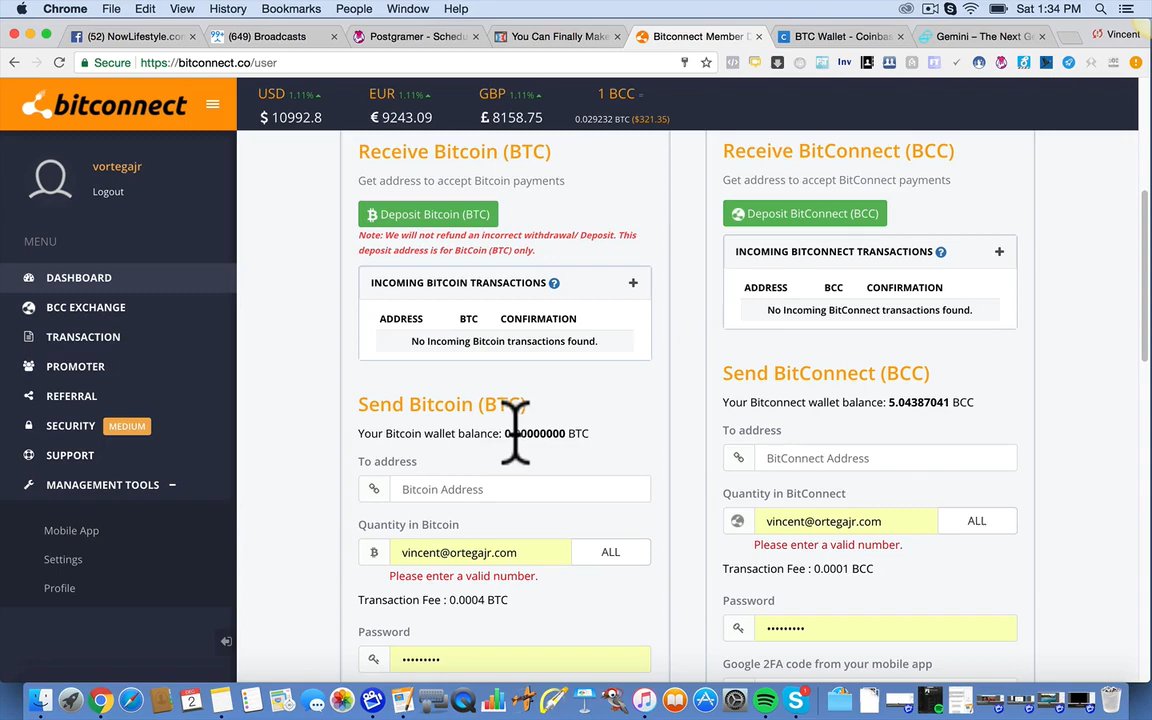 Chrome File Edit View History Bookmarks People Window Help Sat 1:34 PM
(52) NowLifestyle.com (649) Broadcasts Postgramer - Schedu You Can Finally Make Bitconnect Member D BTC Wallet - Coinbas Gemini – The Next Ge Vincent
Secure https://bitconnect.co/user Inv
bitconnect
USD 1.11% EUR 1.11% GBP 1.11% 1 BCC =
$ 10992.8 € 9243.09 £ 8158.75 0.029232 BTC ($321.35)
vortegajr
Logout
MENU
DASHBOARD
BCC EXCHANGE
TRANSACTION
PROMOTER
REFERRAL
SECURITY MEDIUM
SUPPORT
MANAGEMENT TOOLS
Mobile App
Settings
Profile
Receive Bitcoin (BTC)
Get address to accept Bitcoin payments
Deposit Bitcoin (BTC)
Note: We will not refund an incorrect withdrawal/ Deposit. This
deposit address is for BitCoin (BTC) only.
INCOMING BITCOIN TRANSACTIONS ? +
ADDRESS BTC CONFIRMATION
No Incoming Bitcoin transactions found.
Send Bitcoin (BTC)
Your Bitcoin wallet balance: 0.00000000 BTC
To address
Bitcoin Address
Quantity in Bitcoin
vincent@ortegajr.com ALL
Please enter a valid number.
Transaction Fee : 0.0004 BTC
Password
•••••••••
Receive BitConnect (BCC)
Get address to accept BitConnect payments
Deposit BitConnect (BCC)
INCOMING BITCONNECT TRANSACTIONS ? +
ADDRESS BCC CONFIRMATION
No Incoming BitConnect transactions found.
Send BitConnect (BCC)
Your Bitconnect wallet balance: 5.04387041 BCC
To address
BitConnect Address
Quantity in BitConnect
vincent@ortegajr.com ALL
Please enter a valid number.
Transaction Fee : 0.0001 BCC
Password
•••••••••
Google 2FA code from your mobile app